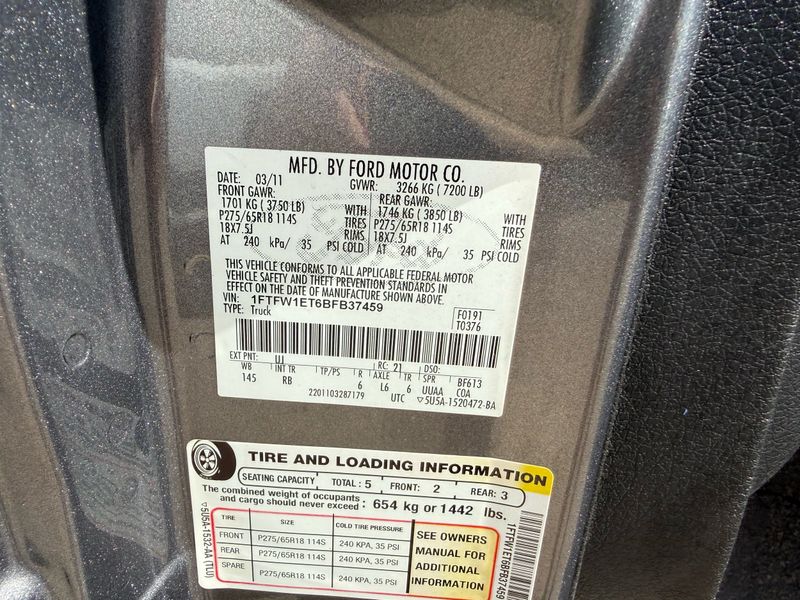 MFD. BY FORD MOTOR CO.
DATE: 03/11 GVWR: 3266 KG ( 7200 LB)
FRONT GAWR: REAR GAWR:
1701 KG ( 3750 LB) WITH 1746 KG ( 3850 LB) WITH
P275/65R18 114S TIRES P275/65R18 114S TIRES
18X7.5J RIMS 18X7.5J RIMS
AT 240 kPa/ 35 PSI COLD AT 240 kPa/ 35 PSI COLD
THIS VEHICLE CONFORMS TO ALL APPLICABLE FEDERAL MOTOR
VEHICLE SAFETY AND THEFT PREVENTION STANDARDS IN
EFFECT ON THE DATE OF MANUFACTURE SHOWN ABOVE.
VIN: 1FTFW1ET6BFB37459 F0191
TYPE: Truck T0376
EXT PNT: UJ RC: 21 DSO:
WB INT TR TP/PS R AXLE TR SPR BF613
145 RB 6 L6 6 UUAA COA
2201103287179 UTC ▽5U5A-1520472-BA
TIRE AND LOADING INFORMATION
SEATING CAPACITY TOTAL : 5 FRONT: 2 REAR: 3
The combined weight of occupants
and cargo should never exceed : 654 kg or 1442 lbs.
TIRE SIZE COLD TIRE PRESSURE
FRONT P275/65R18 114S 240 KPA, 35 PSI
REAR P275/65R18 114S 240 KPA, 35 PSI
SPARE P275/65R18 114S 240 KPA, 35 PSI
SEE OWNERS
MANUAL FOR
ADDITIONAL
INFORMATION
▽5U5A-1532-AA (TLU)
1FTFW1ET6BFB37459